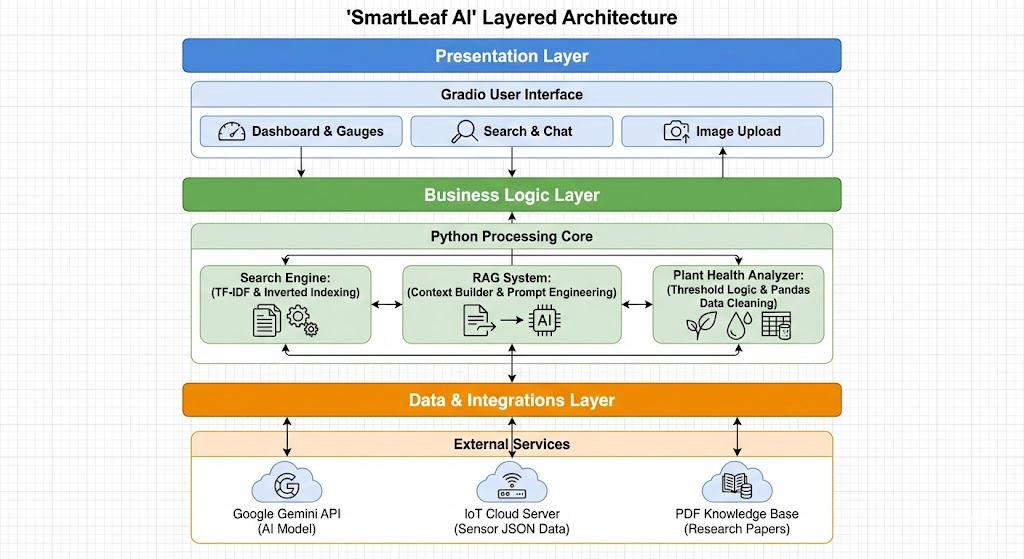 'SmartLeaf AI' Layered Architecture
Presentation Layer
Gradio User Interface
Dashboard & Gauges
Search & Chat
Image Upload
Business Logic Layer
Python Processing Core
Search Engine:
(TF-IDF & Inverted Indexing)
RAG System:
(Context Builder & Prompt Engineering)
AI
Plant Health Analyzer:
(Threshold Logic & Pandas
Data Cleaning)
Data & Integrations Layer
External Services
G
Google Gemini API
(AI Model)
IoT Cloud Server
(Sensor JSON Data)
PDF Knowledge Base
(Research Papers)